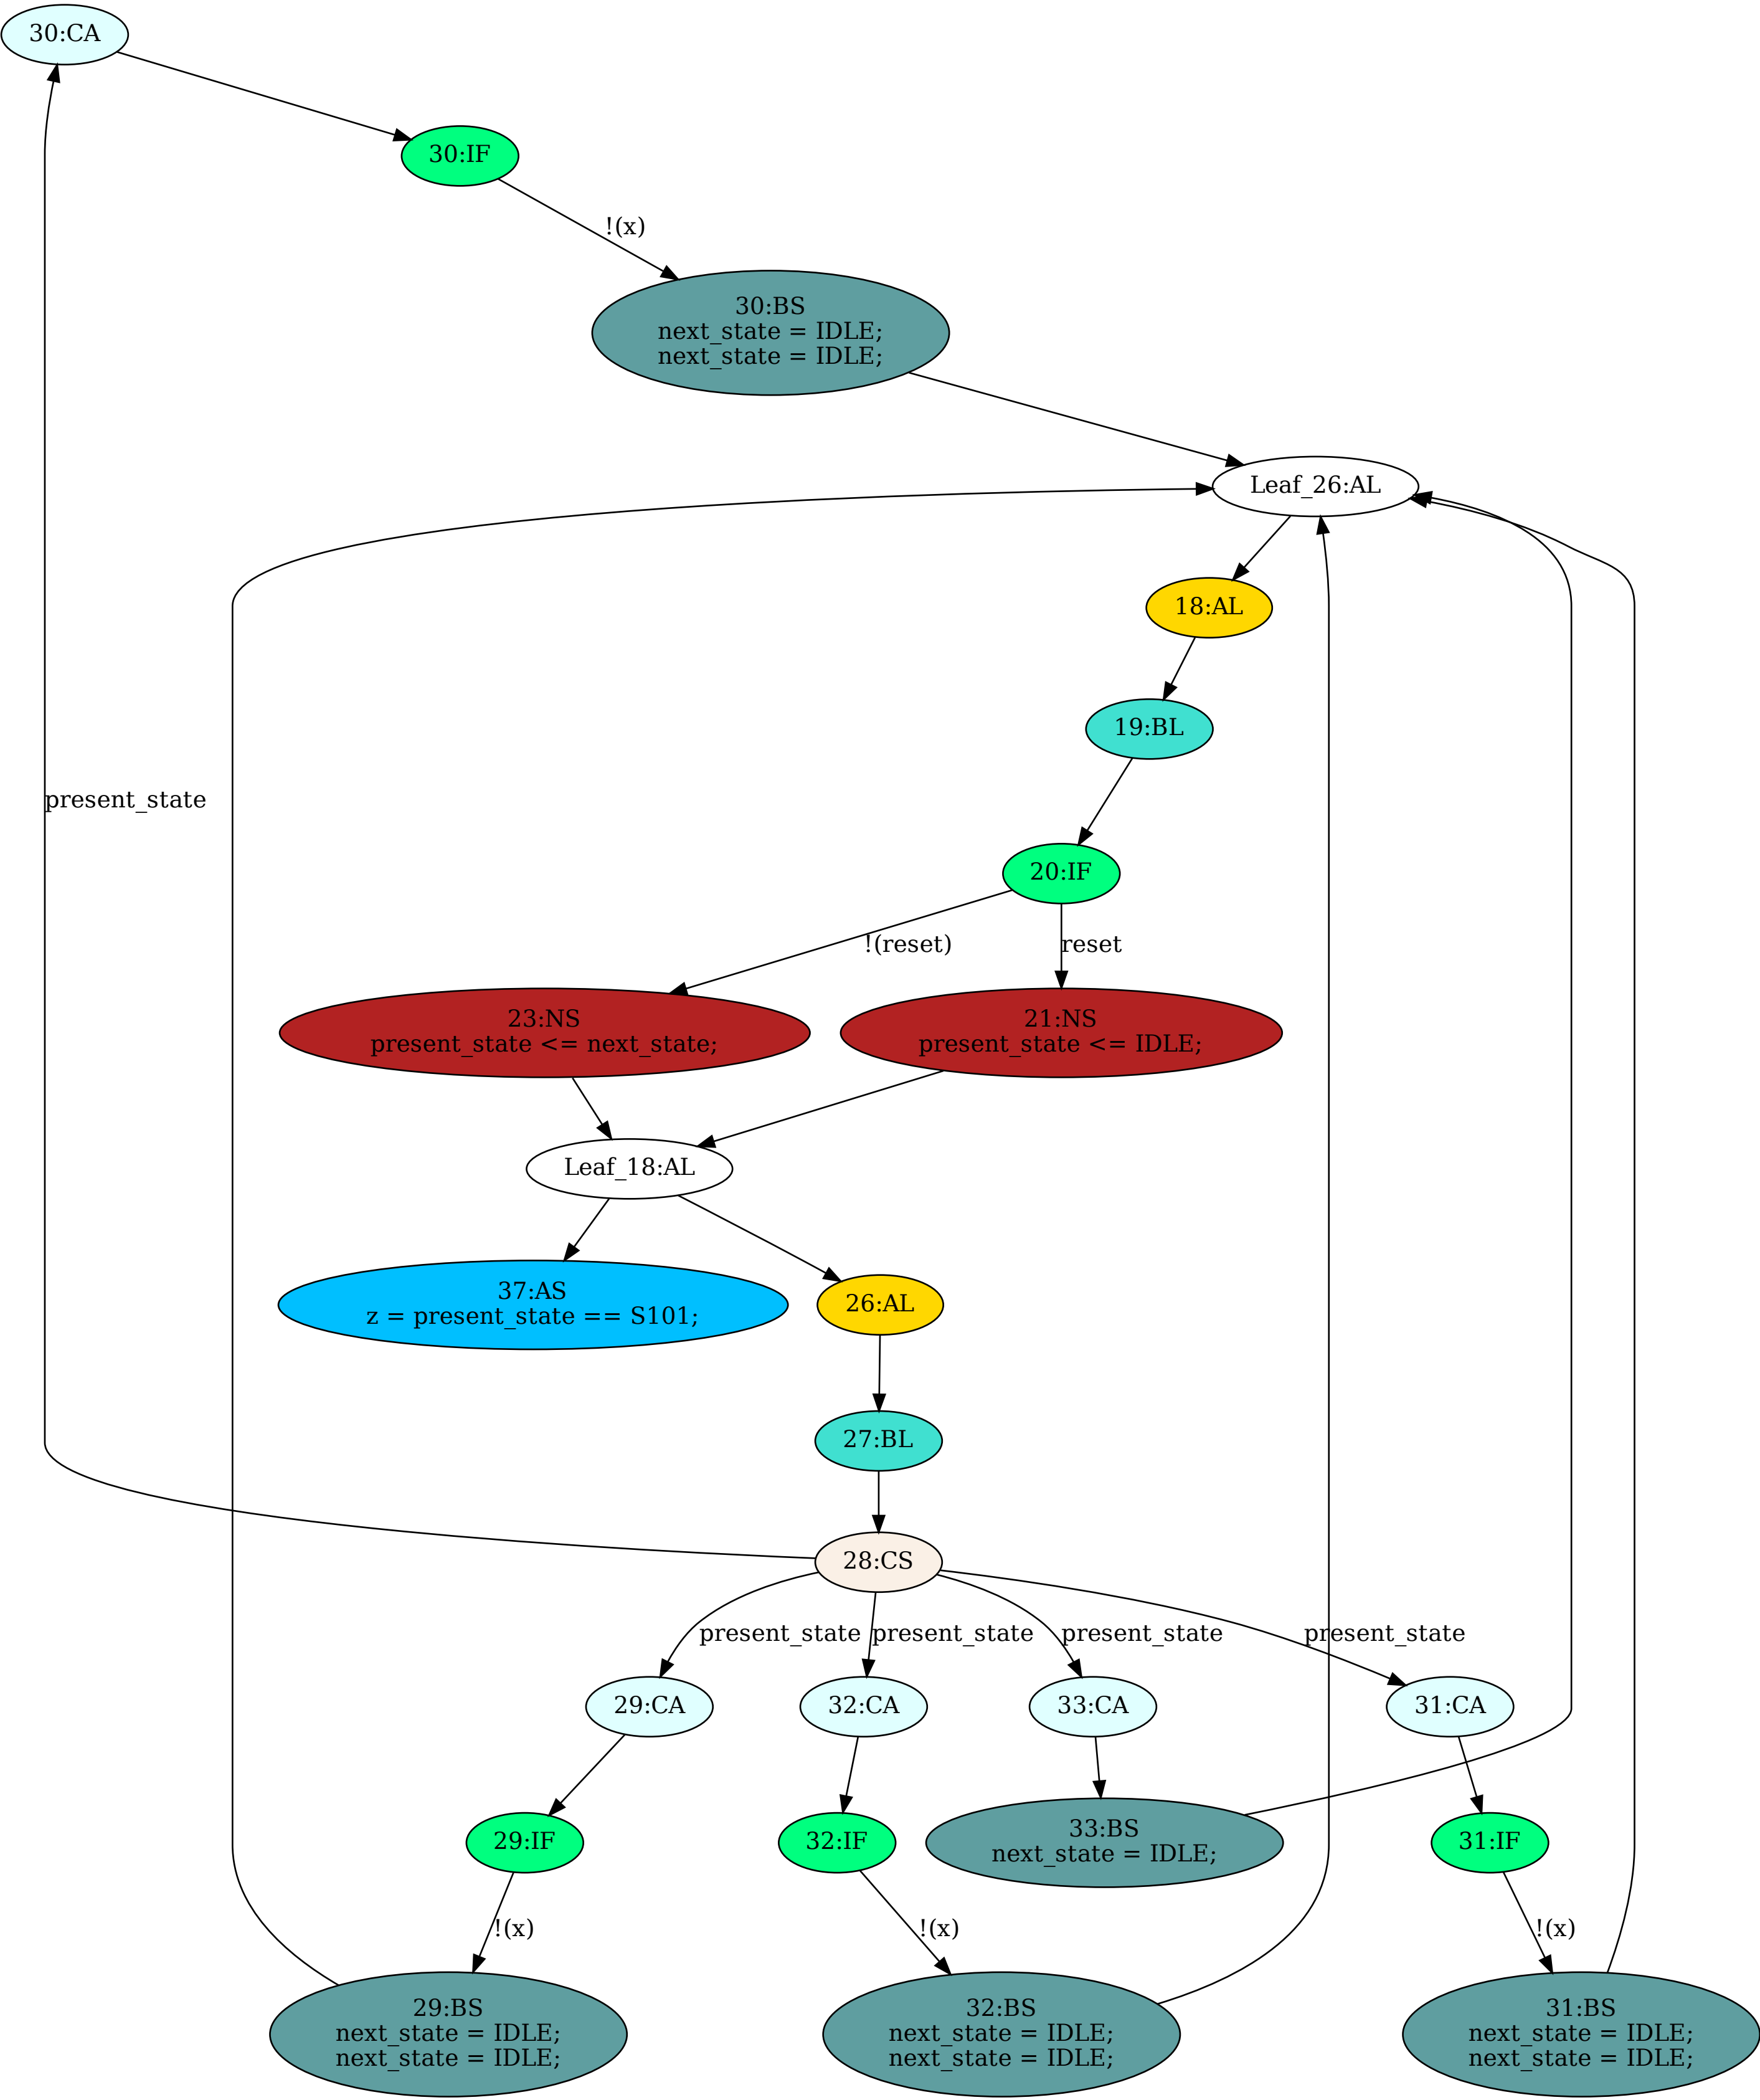 30:CA
30:IF
!(x)
30:BS
next_state = IDLE;
next_state = IDLE;
Leaf_26:AL
18:AL
19:BL
present_state
20:IF
!(reset)
reset
23:NS
present_state <= next_state;
21:NS
present_state <= IDLE;
Leaf_18:AL
37:AS
z = present_state == S101;
26:AL
27:BL
28:CS
present_state
present_state
present_state
present_state
29:CA
32:CA
33:CA
31:CA
29:IF
32:IF
33:BS
next_state = IDLE;
31:IF
!(x)
!(x)
!(x)
29:BS
next_state = IDLE;
next_state = IDLE;
32:BS
next_state = IDLE;
next_state = IDLE;
31:BS
next_state = IDLE;
next_state = IDLE;